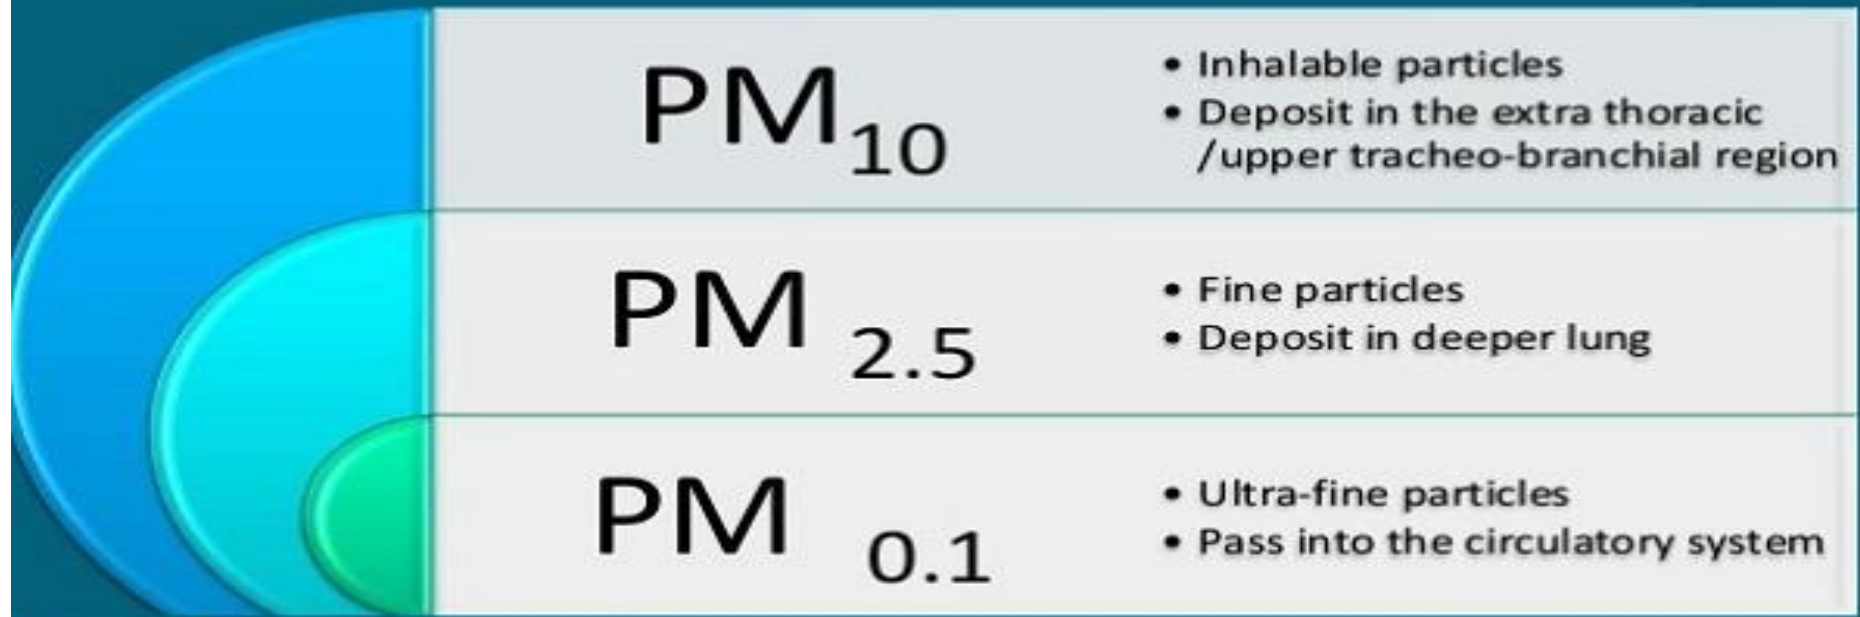 PM10
• Inhalable particles
• Deposit in the extra thoracic
/upper tracheo-branchial region
PM 2.5
• Fine particles
• Deposit in deeper lung
PM 0.1
• Ultra-fine particles
• Pass into the circulatory system